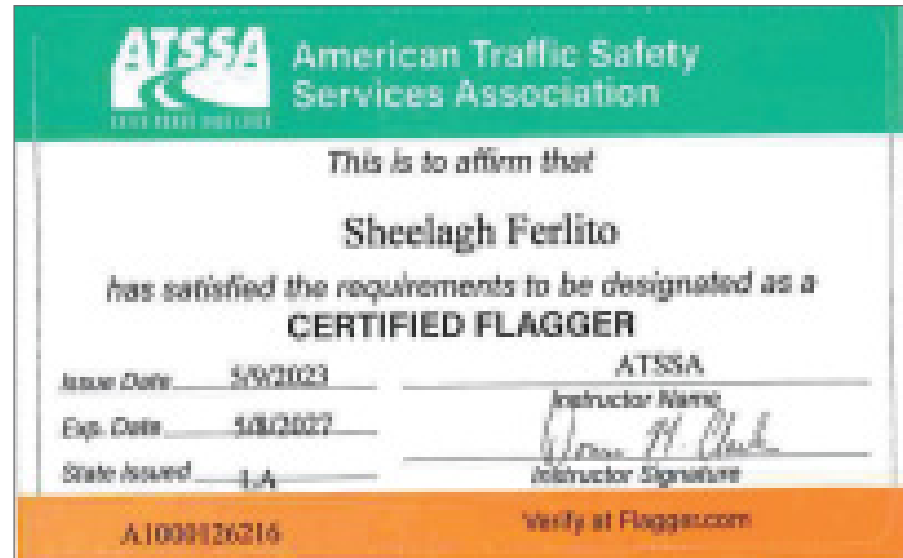 ATSSA
American Traffic Safety
Services Association
This is to affirm that
Sheelagh Ferlito
has satisfied the requirements to be designated as a
CERTIFIED FLAGGER
Issue Date 5/9/2023
ATSSA
Instructor Name
Exp. Date 5/8/2027
Instructor Signature
State Issued LA
A1000126216
Verify at Flagger.com